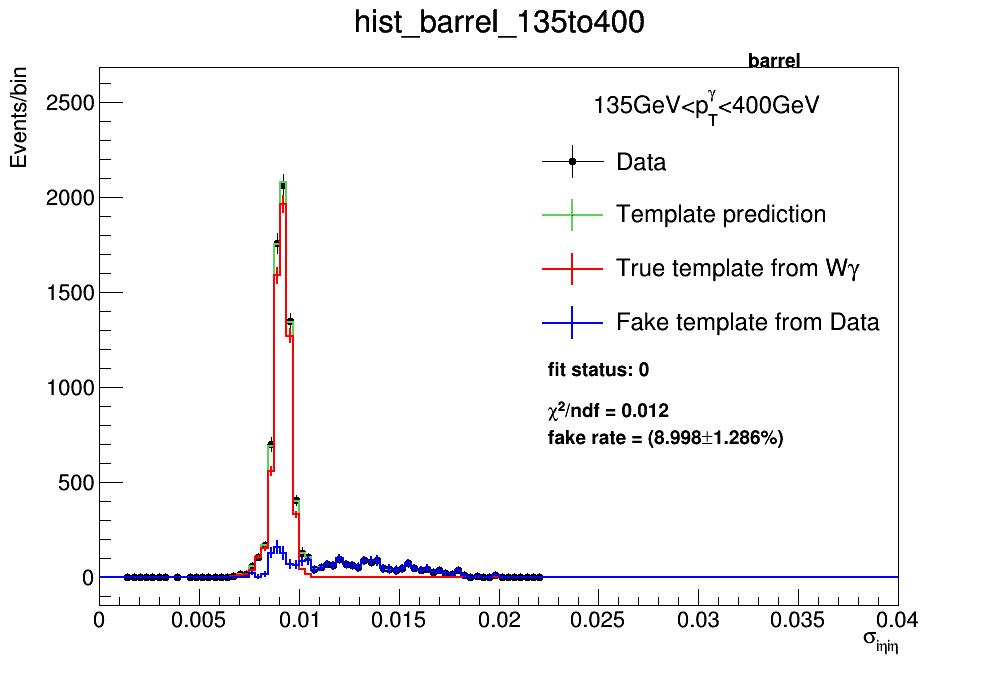 hist_barrel_135to400
barrel
Events/bin
135GeV<p_T^γ<400GeV
Data
Template prediction
True template from Wγ
Fake template from Data
fit status: 0
χ²/ndf = 0.012
fake rate = (8.998±1.286%)
2500
2000
1500
1000
500
0
0 0.005 0.01 0.015 0.02 0.025 0.03 0.035 0.04
σ_iηiη